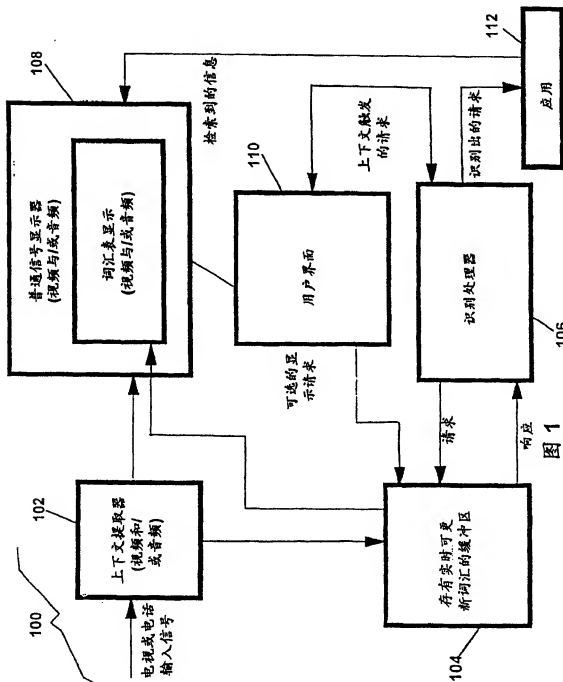 100
电视或电话
输入信号
102
上下文提取器
(视频和/
或音频)
108
普通信号显示器
(视频与/或音频)
词汇表显示
(视频与/或音频)
检索到的信息
110
用户界面
可选的显
示请求
上下文触发
的请求
104
存有实时可更
新词汇的缓冲区
请求
响应
识别处理器
106
识别出的请求
112
应用
图 1